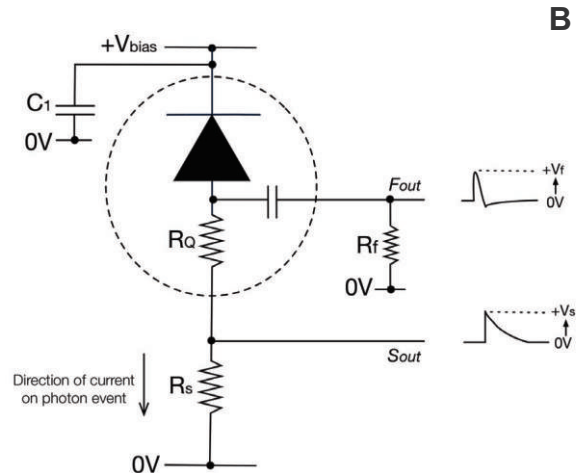 B
+Vbias
C1
0V
Fout
+Vf
0V
RQ
Rf
0V
+Vs
0V
Sout
Direction of current
on photon event
Rs
0V